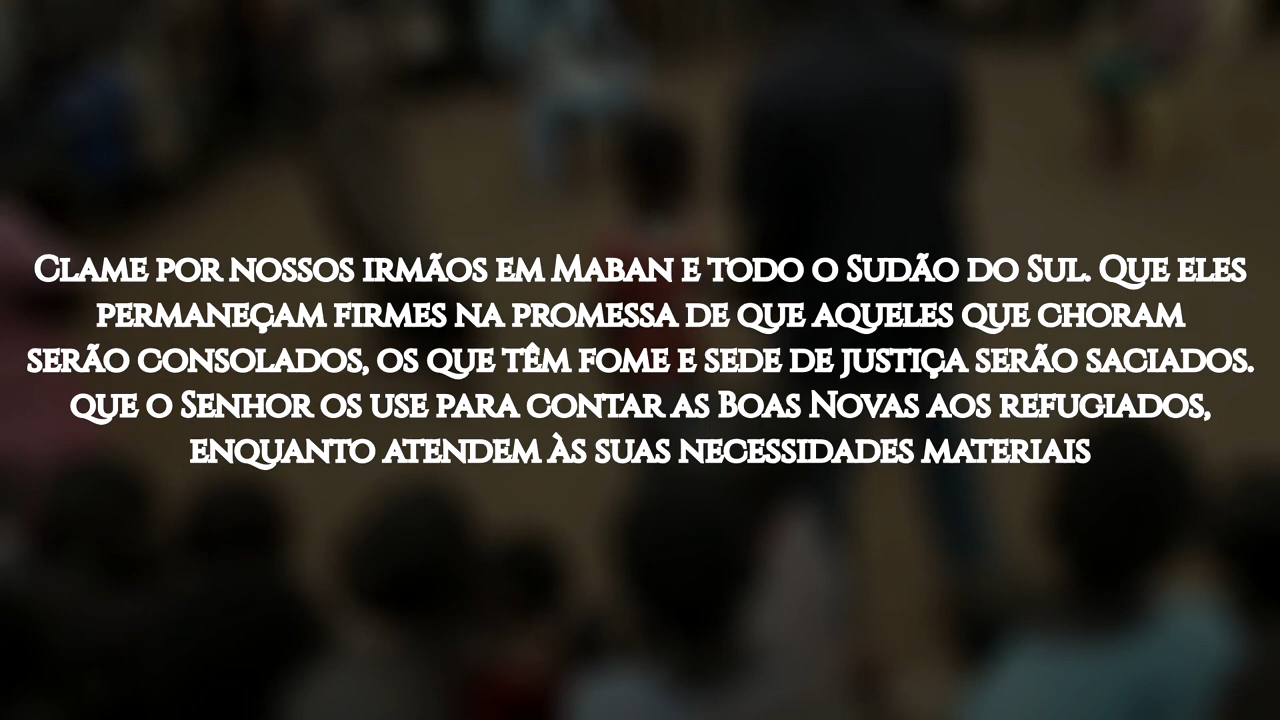 Clame por nossos irmãos em Maban e todo o Sudão do Sul. Que eles
permaneçam firmes na promessa de que aqueles que choram
serão consolados, os que têm fome e sede de justiça serão saciados.
que o Senhor os use para contar as Boas Novas aos refugiados,
enquanto atendem às suas necessidades materiais